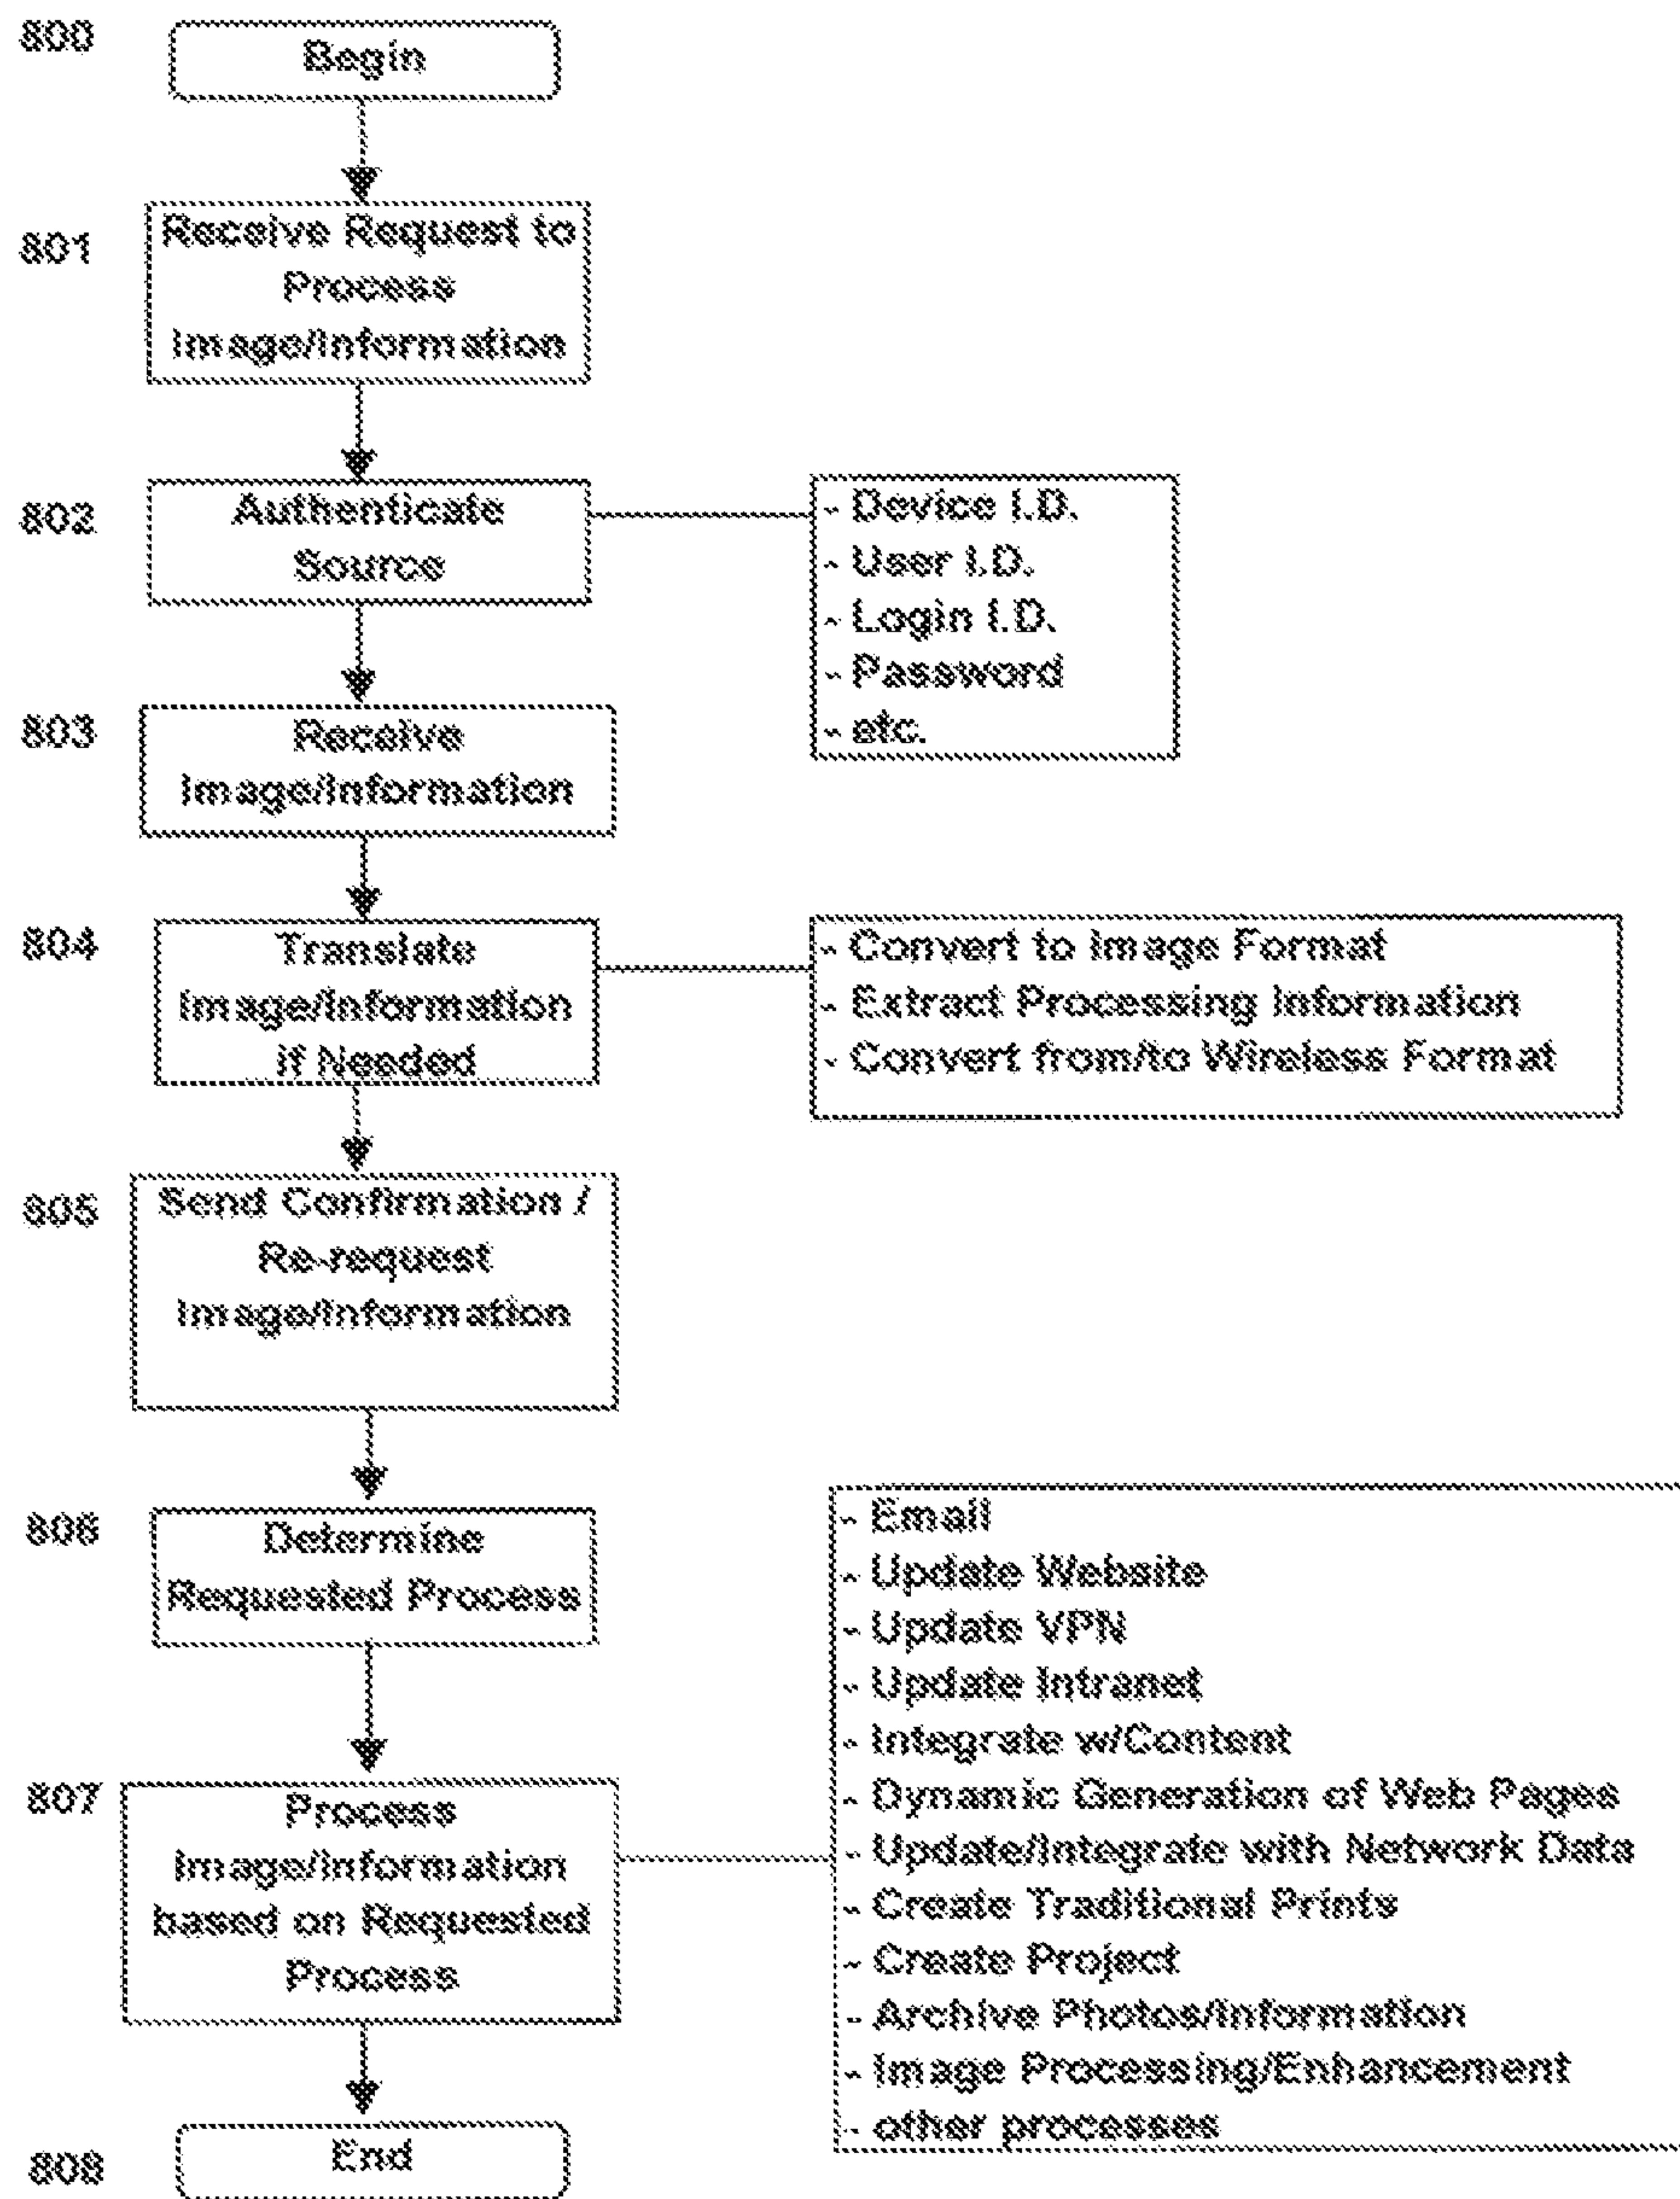 800
Begin
801
Receive Request to
Process
Image/Information
802
Authenticate
Source
- Device I.D.
- User I.D.
- Login I.D.
- Password
- etc.
803
Receive
Image/Information
804
Translate
Image/Information
if Needed
- Convert to Image Format
- Extract Processing Information
- Convert from/to Wireless Format
805
Send Confirmation /
Re-request
Image/Information
806
Determine
Requested Process
807
Process
Image/Information
based on Requested
Process
- Email
- Update Website
- Update VPN
- Update Intranet
- Integrate w/Content
- Dynamic Generation of Web Pages
- Update/Integrate with Network Data
- Create Traditional Prints
- Create Project
- Archive Photos/Information
- Image Processing/Enhancement
- other processes
808
End